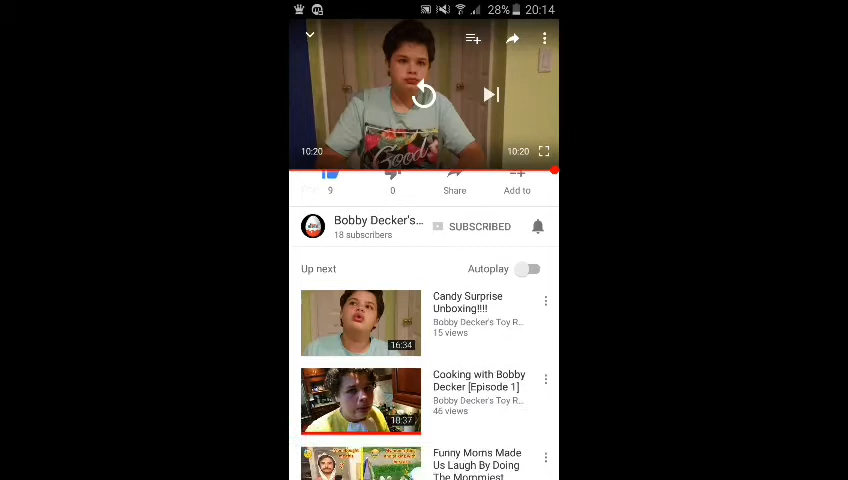 28% 20:14
Goods
10:20 10:20
9 0 Share Add to
Bobby Decker's...
18 subscribers
SUBSCRIBED
Up next Autoplay
Candy Surprise
Unboxing!!!!
Bobby Decker's Toy R...
15 views
16:34
Cooking with Bobby
Decker [Episode 1]
Bobby Decker's Toy R...
46 views
18:37
Funny Moms Made
Us Laugh By Doing
The Mommiest